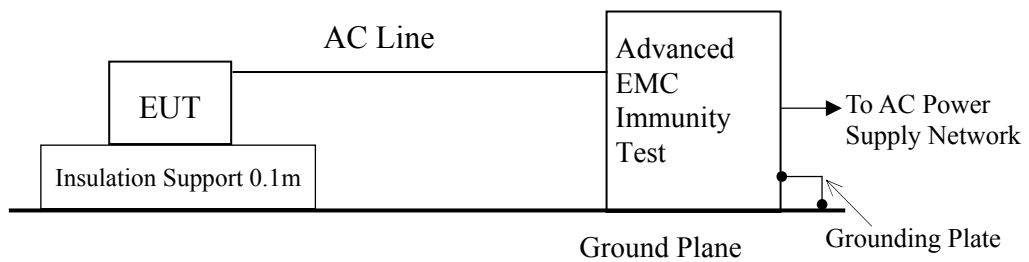 AC Line
EUT
Insulation Support 0.1m
Advanced
EMC
Immunity
Test
To AC Power
Supply Network
Grounding Plate
Ground Plane